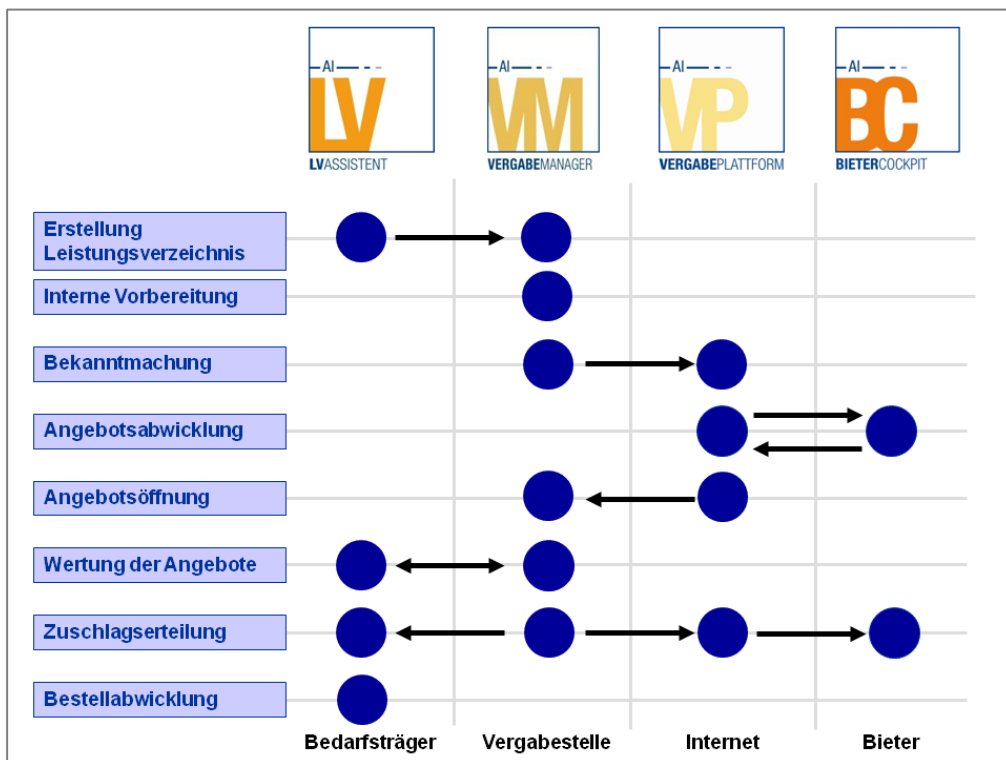 AI
LV
LVASSISTENT
AI
VM
VERGABEMANAGER
AI
VP
VERGABEPLATTFORM
AI
BC
BIETERCOCKPIT
Erstellung
Leistungsverzeichnis
Interne Vorbereitung
Bekanntmachung
Angebotsabwicklung
Angebotsöffnung
Wertung der Angebote
Zuschlagserteilung
Bestellabwicklung
Bedarfsträger
Vergabestelle
Internet
Bieter